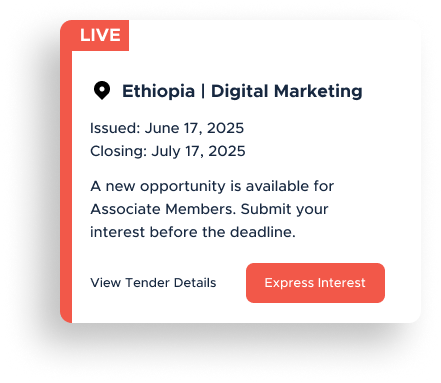 LIVE
Ethiopia | Digital Marketing
Issued: June 17, 2025
Closing: July 17, 2025
A new opportunity is available for
Associate Members. Submit your
interest before the deadline.
View Tender Details
Express Interest